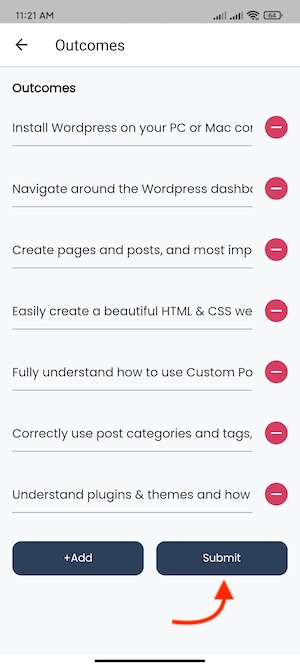 11:21 AM
64
Outcomes
Outcomes
Install Wordpress on your PC or Mac cor
Navigate around the Wordpress dashbo
Create pages and posts, and most imp
Easily create a beautiful HTML & CSS we
Fully understand how to use Custom Po
Correctly use post categories and tags,
Understand plugins & themes and how
+Add
Submit